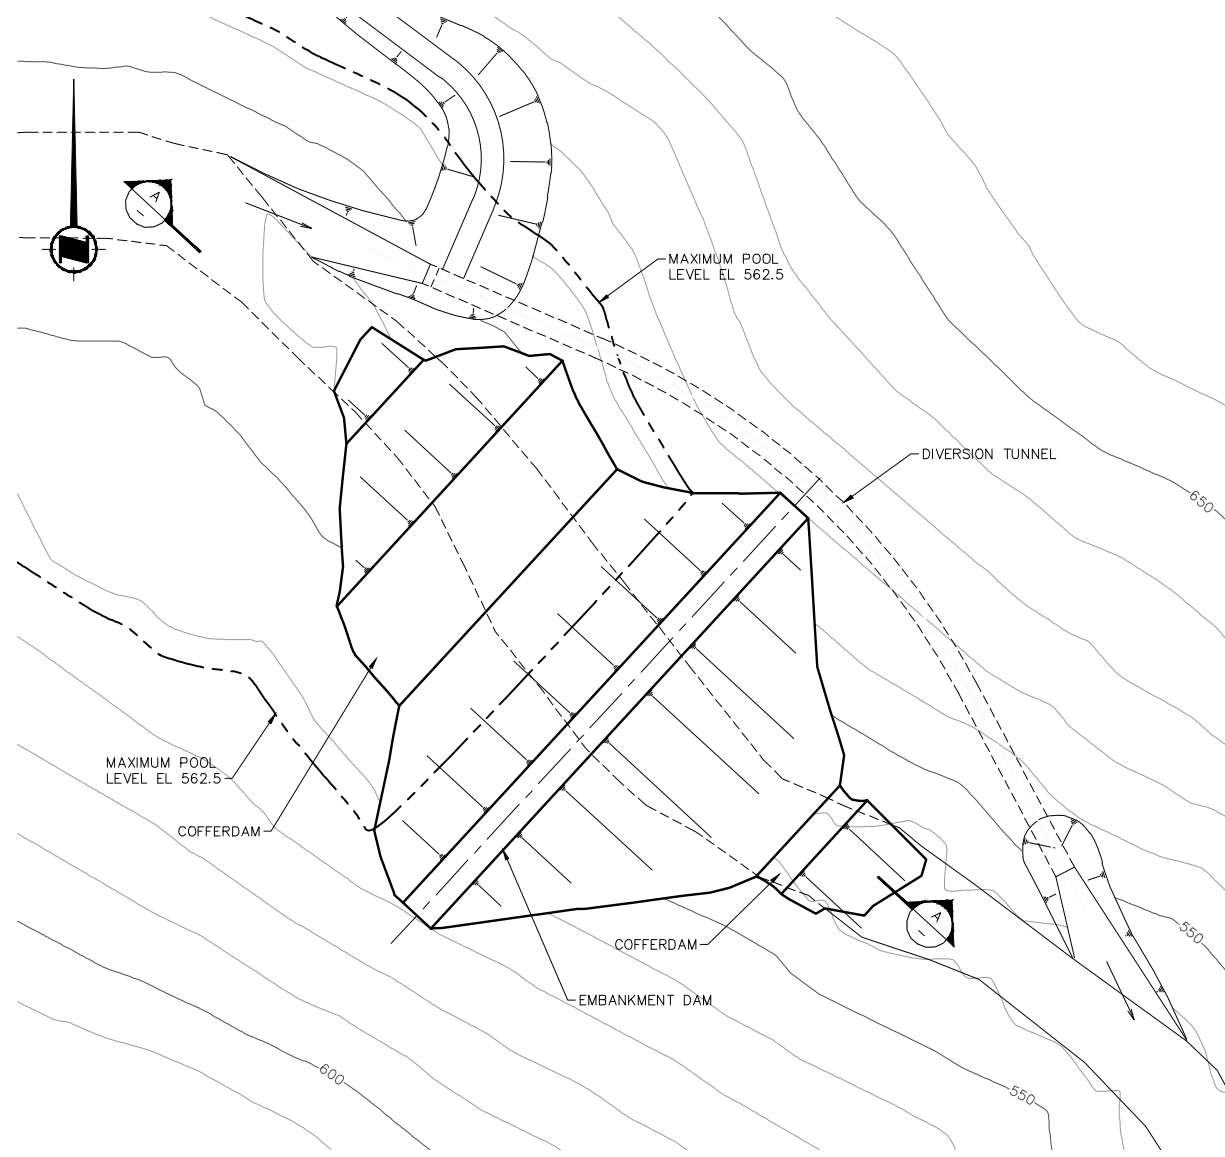 A
MAXIMUM POOL
LEVEL EL 562.5
DIVERSION TUNNEL
650
MAXIMUM POOL
LEVEL EL 562.5
COFFERDAM
A
COFFERDAM
550
EMBANKMENT DAM
600
550